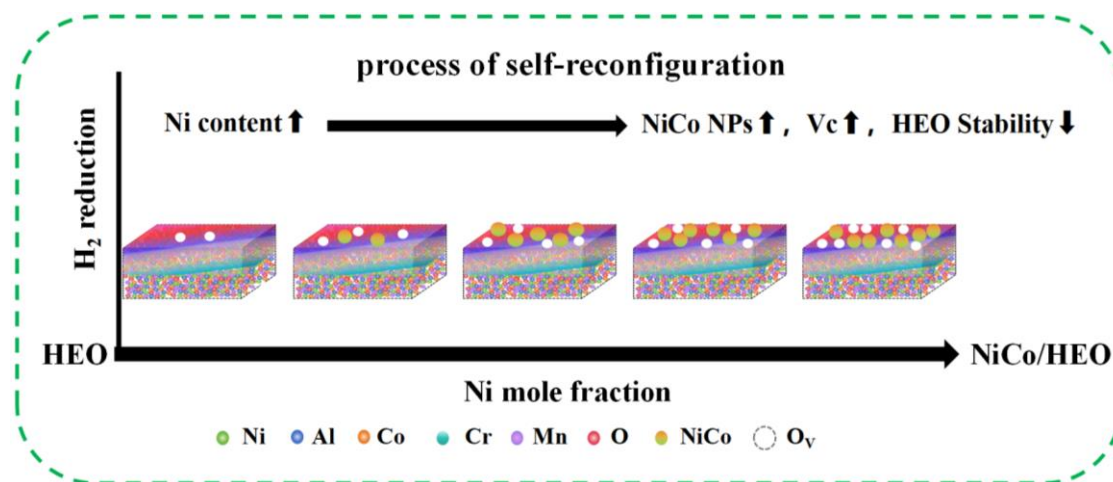 process of self-reconfiguration
Ni content ⬆ NiCo NPs ⬆ , Vc ⬆ , HEO Stability ⬇
H₂ reduction
HEO NiCo/HEO
Ni mole fraction
Ni Al Co Cr Mn O NiCo Oᵥ